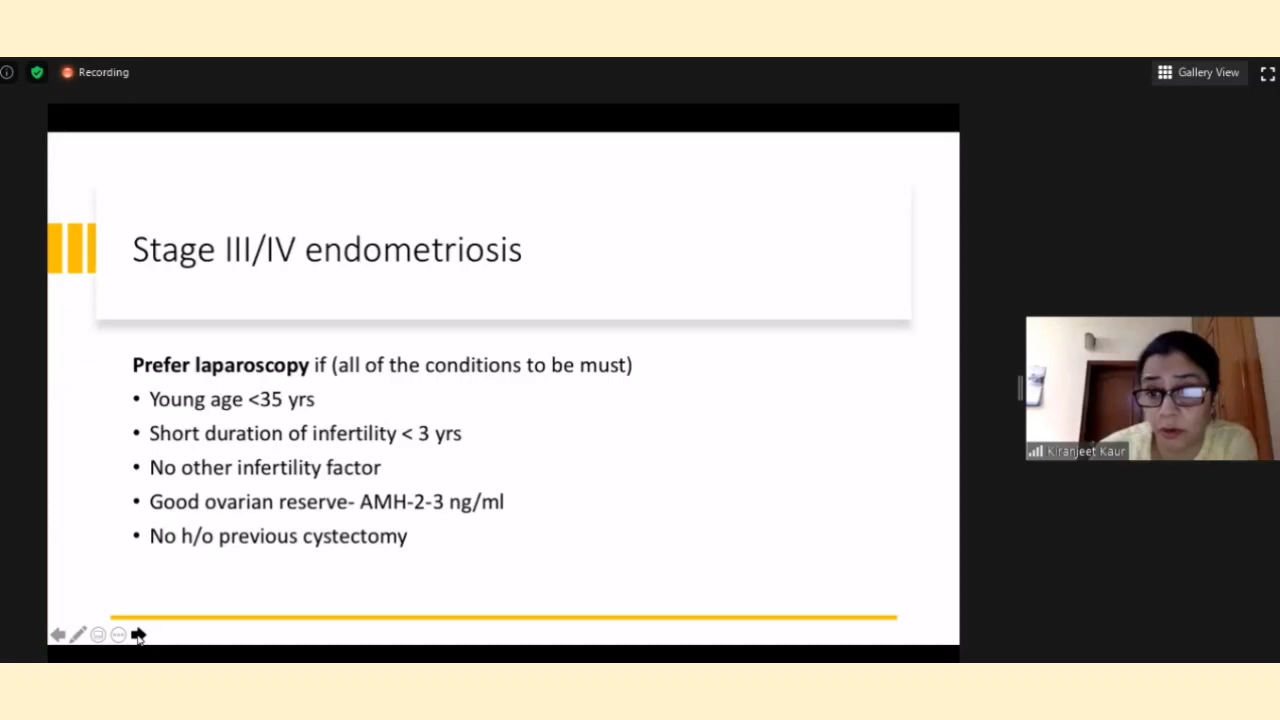 Recording
Gallery View
Stage III/IV endometriosis
Prefer laparoscopy if (all of the conditions to be must)
• Young age <35 yrs
• Short duration of infertility < 3 yrs
• No other infertility factor
• Good ovarian reserve- AMH-2-3 ng/ml
• No h/o previous cystectomy
Kiranjeet Kaur